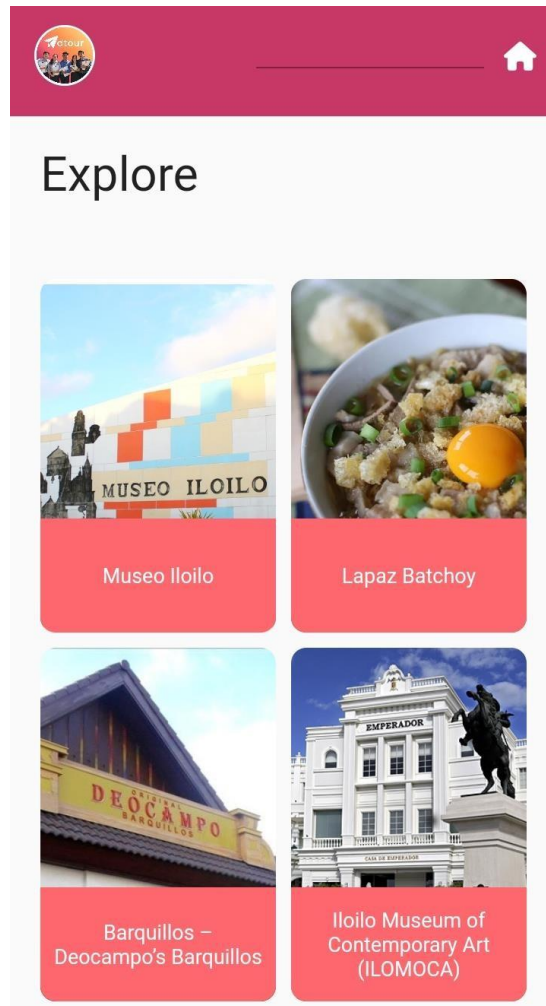 atour
Explore
MUSEO ILOILO
Museo Iloilo
Lapaz Batchoy
ORIGINAL
DEOCAMPO
BARQUILLOS
Barquillos –
Deocampo's Barquillos
EMPERADOR
CASA DE EMPERADOR
Iloilo Museum of
Contemporary Art
(ILOMOCA)